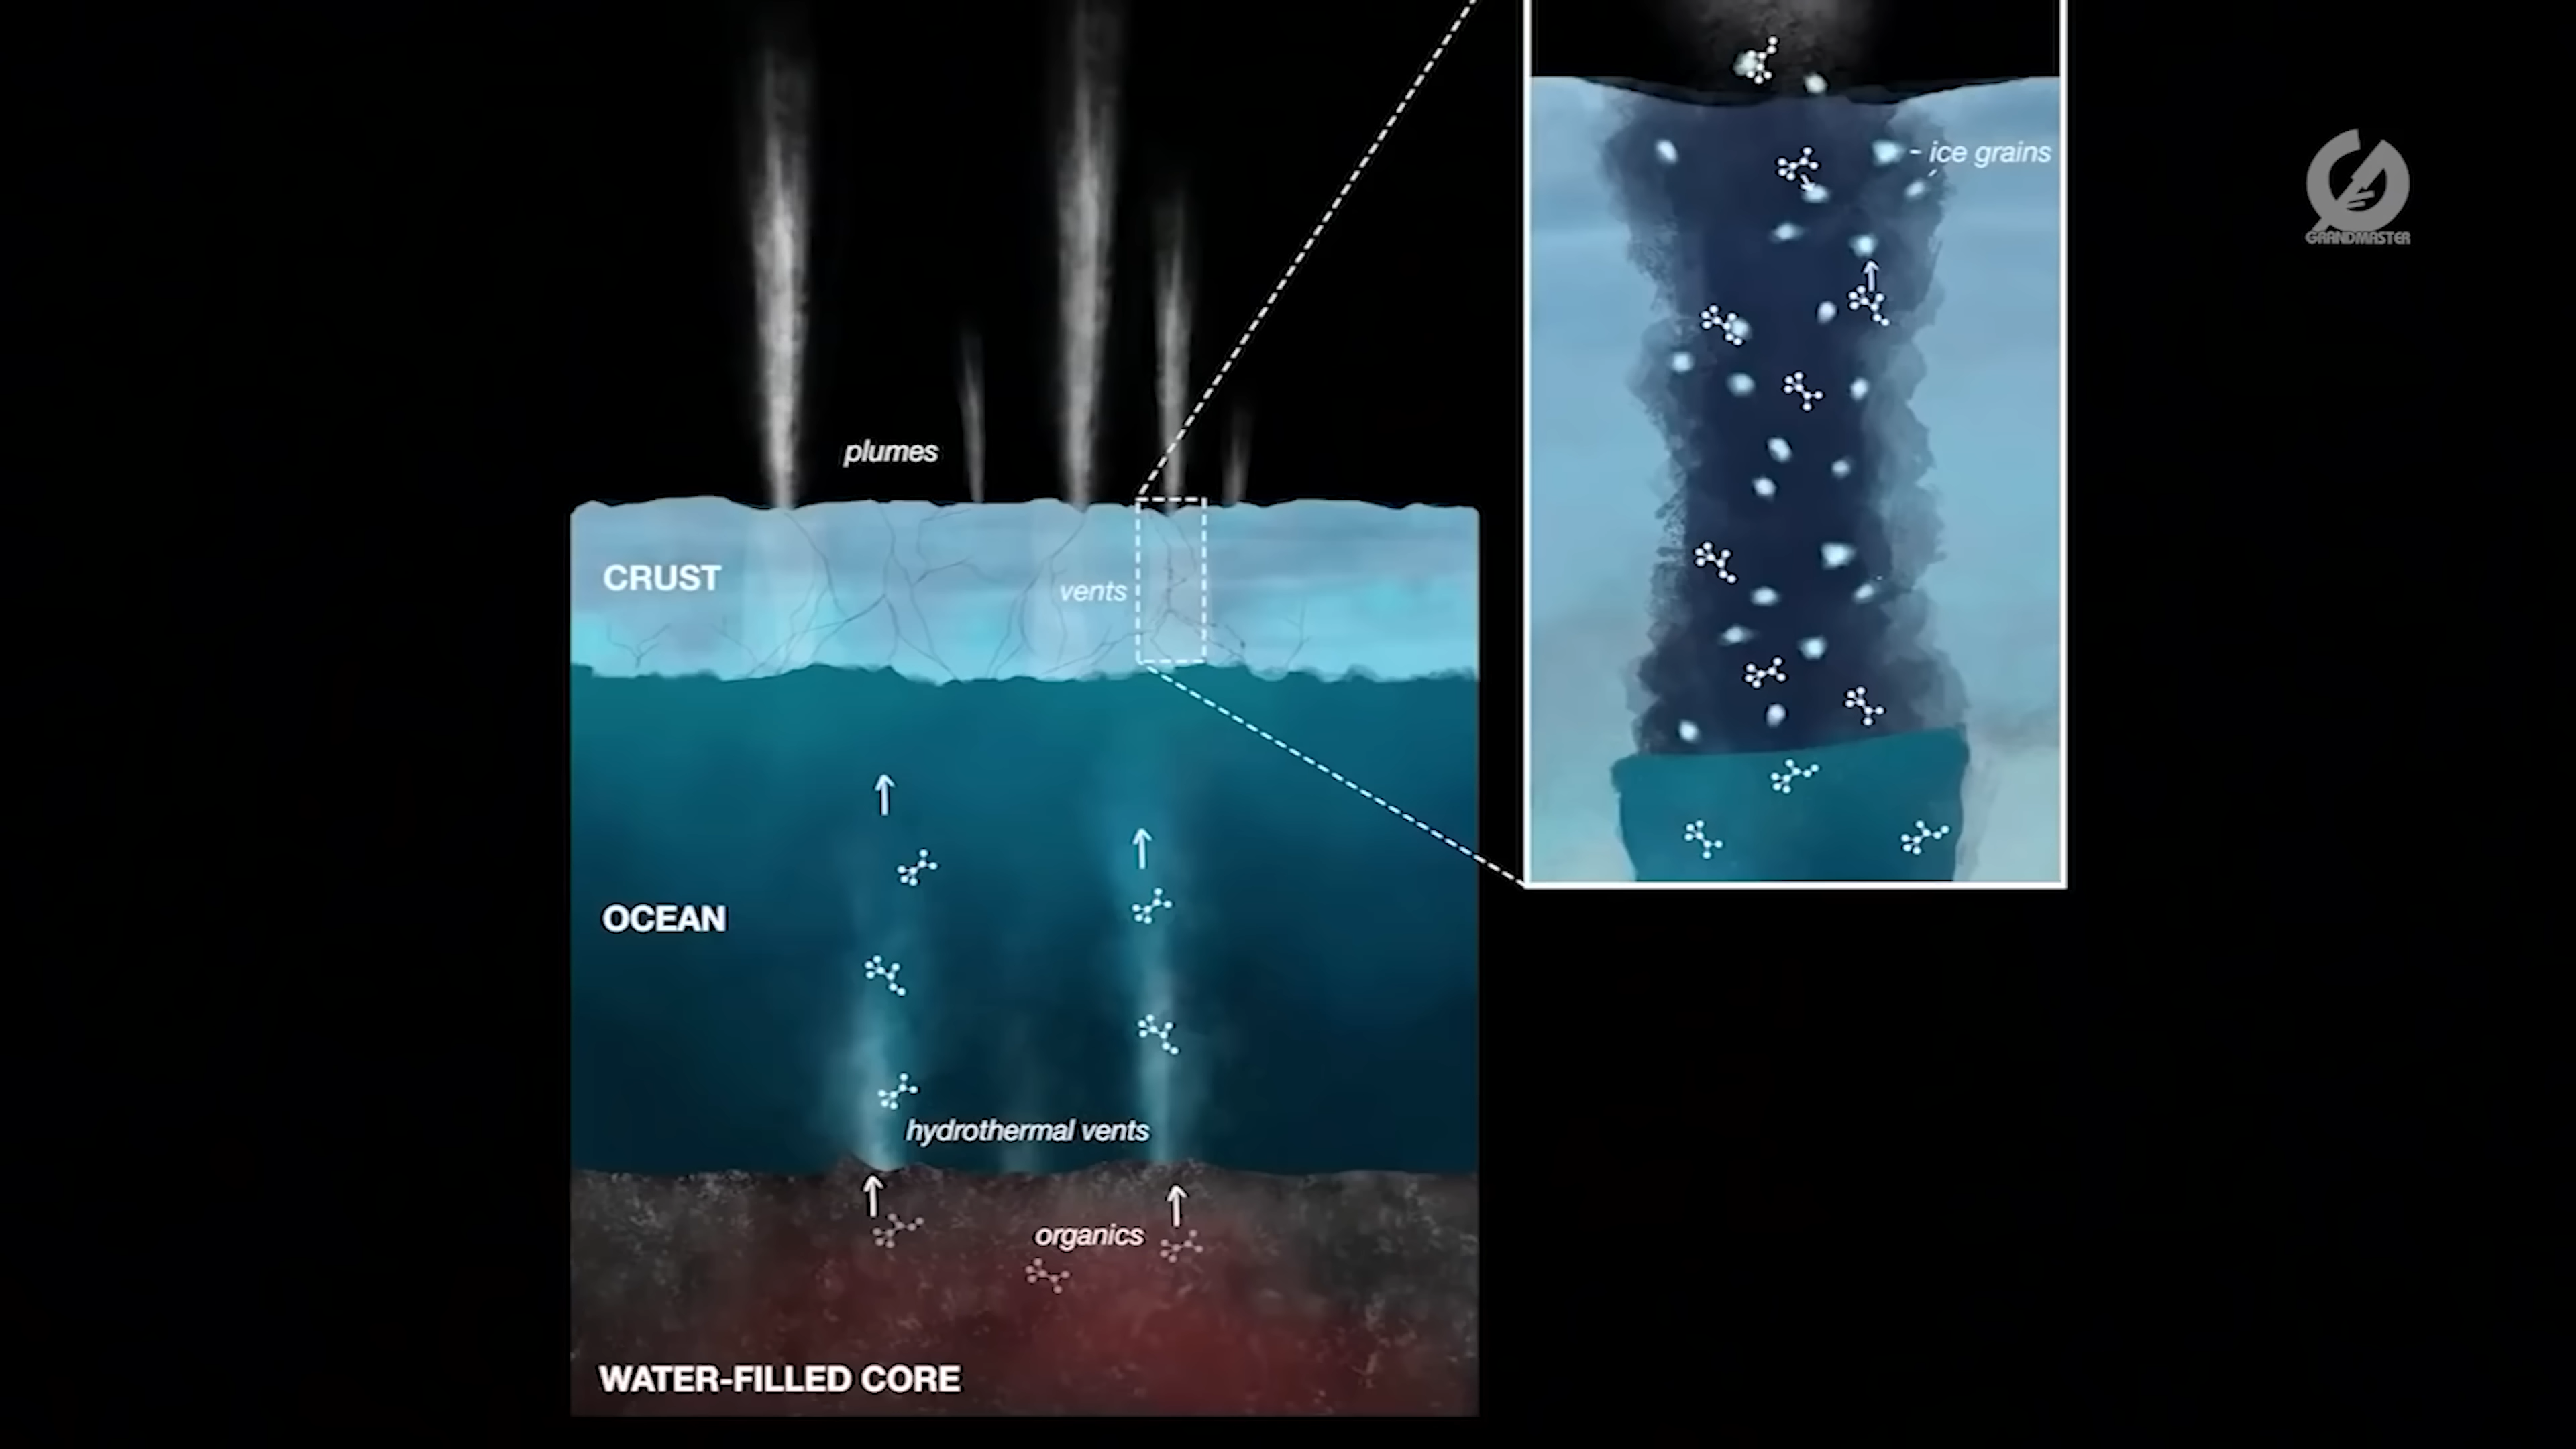 ice grains
GRANDMASTER
plumes
CRUST
vents
OCEAN
hydrothermal vents
organics
WATER-FILLED CORE